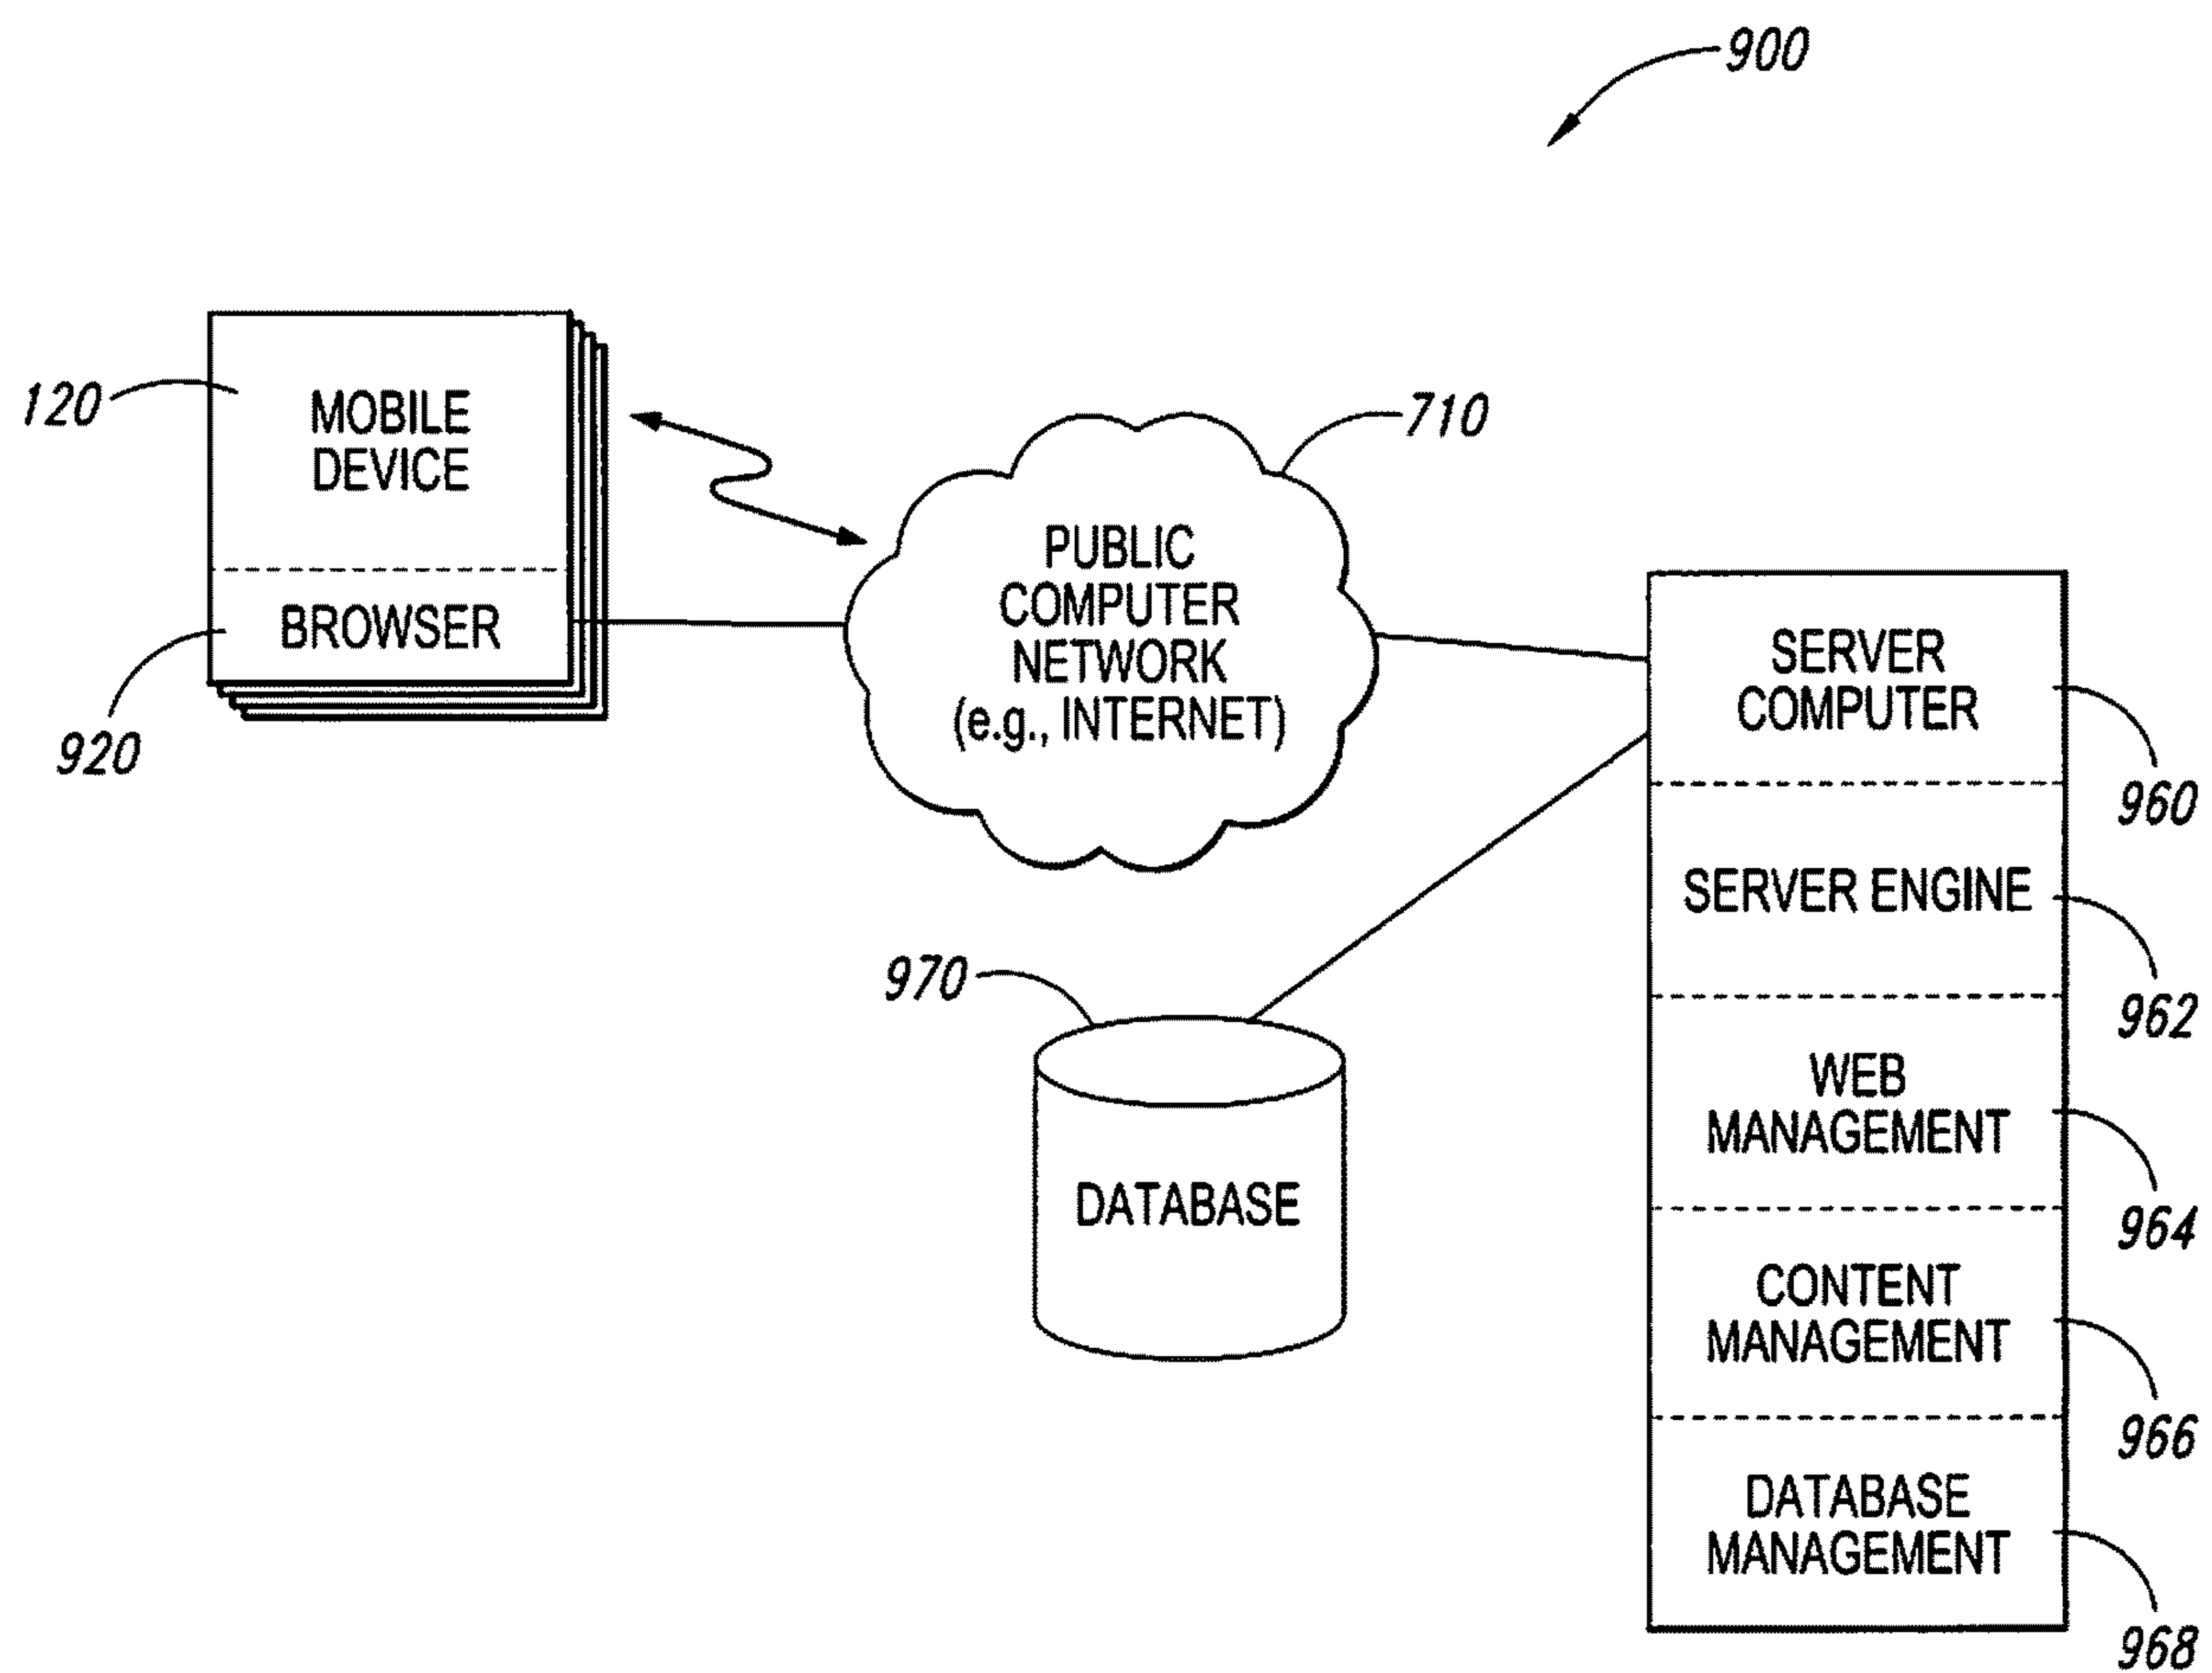 900
120
MOBILE
DEVICE
BROWSER
920
710
PUBLIC
COMPUTER
NETWORK
(e.g., INTERNET)
970
DATABASE
SERVER
COMPUTER
960
SERVER ENGINE
962
WEB
MANAGEMENT
964
CONTENT
MANAGEMENT
966
DATABASE
MANAGEMENT
968